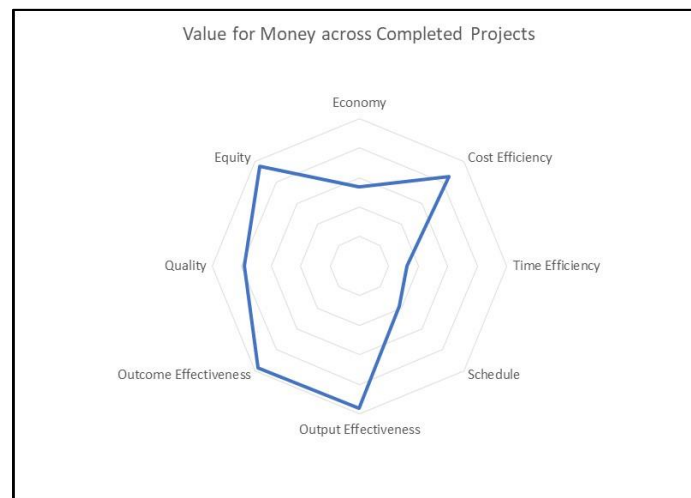 Value for Money across Completed Projects
Economy
Equity
Cost Efficiency
Quality
Time Efficiency
Outcome Effectiveness
Schedule
Output Effectiveness